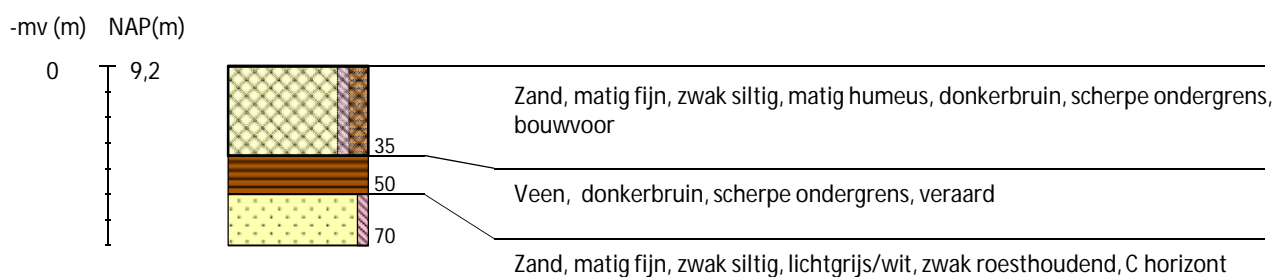 -mv (m) NAP(m)
0 9,2
Zand, matig fijn, zwak siltig, matig humeus, donkerbruin, scherpe ondergrens,
bouwvoor
35
Veen, donkerbruin, scherpe ondergrens, veraard
50
70
Zand, matig fijn, zwak siltig, lichtgrijs/wit, zwak roesthoudend, C horizont